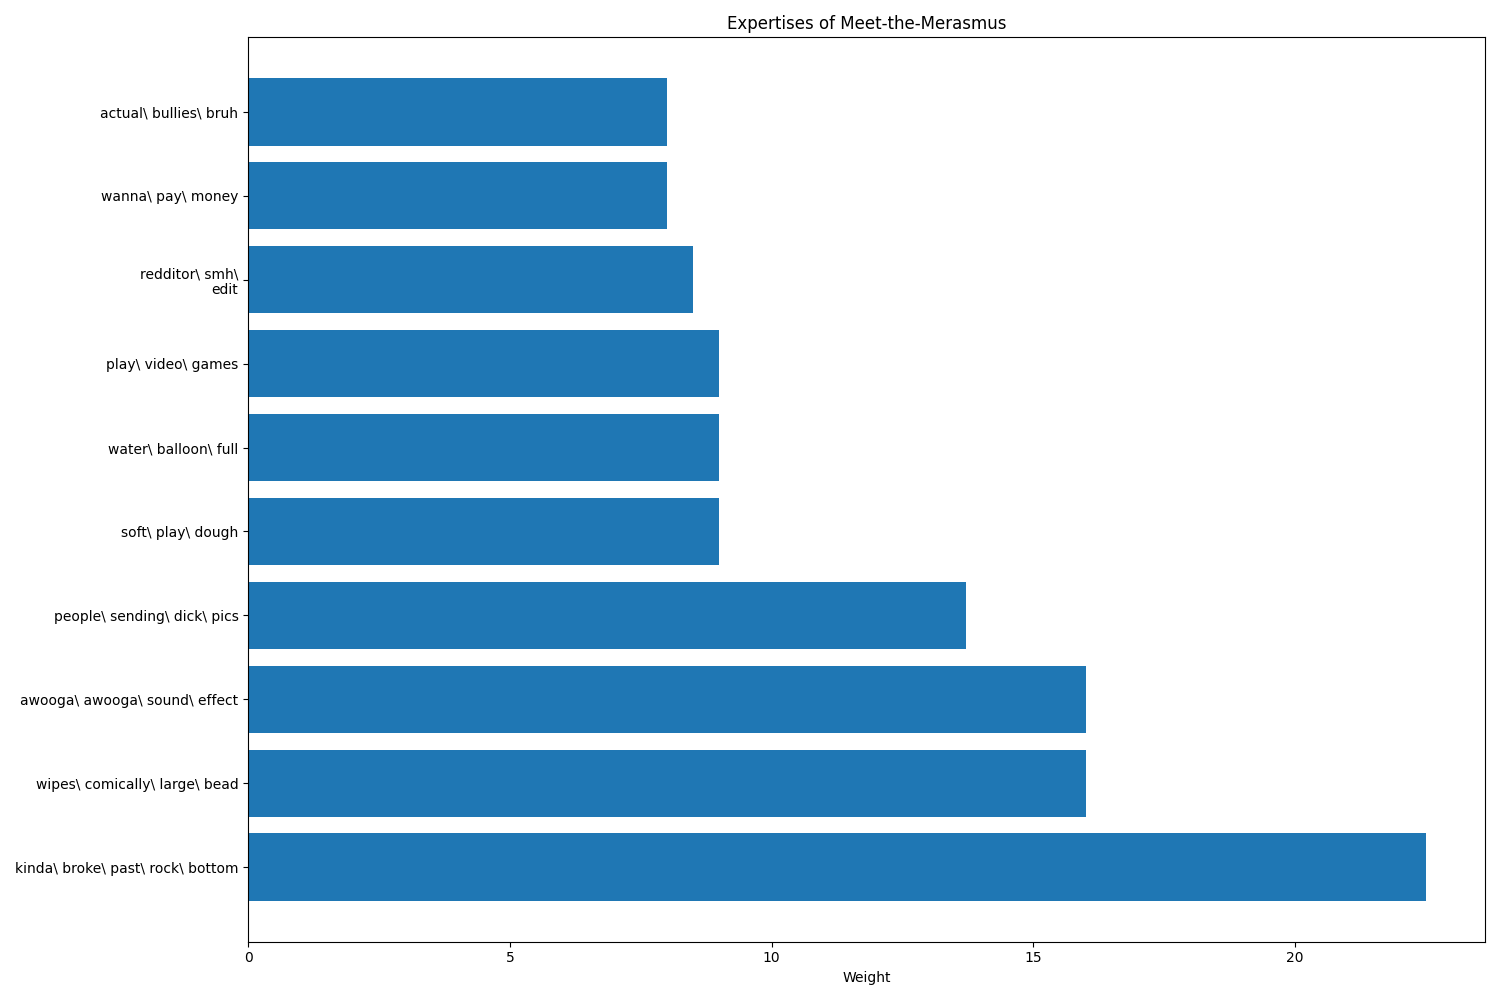 Expertises of Meet-the-Merasmus
actual\ bullies\ bruh
wanna\ pay\ money
redditor\ smh\
edit
play\ video\ games
water\ balloon\ full
soft\ play\ dough
people\ sending\ dick\ pics
awooga\ awooga\ sound\ effect
wipes\ comically\ large\ bead
kinda\ broke\ past\ rock\ bottom
0 5 10 15 20
Weight